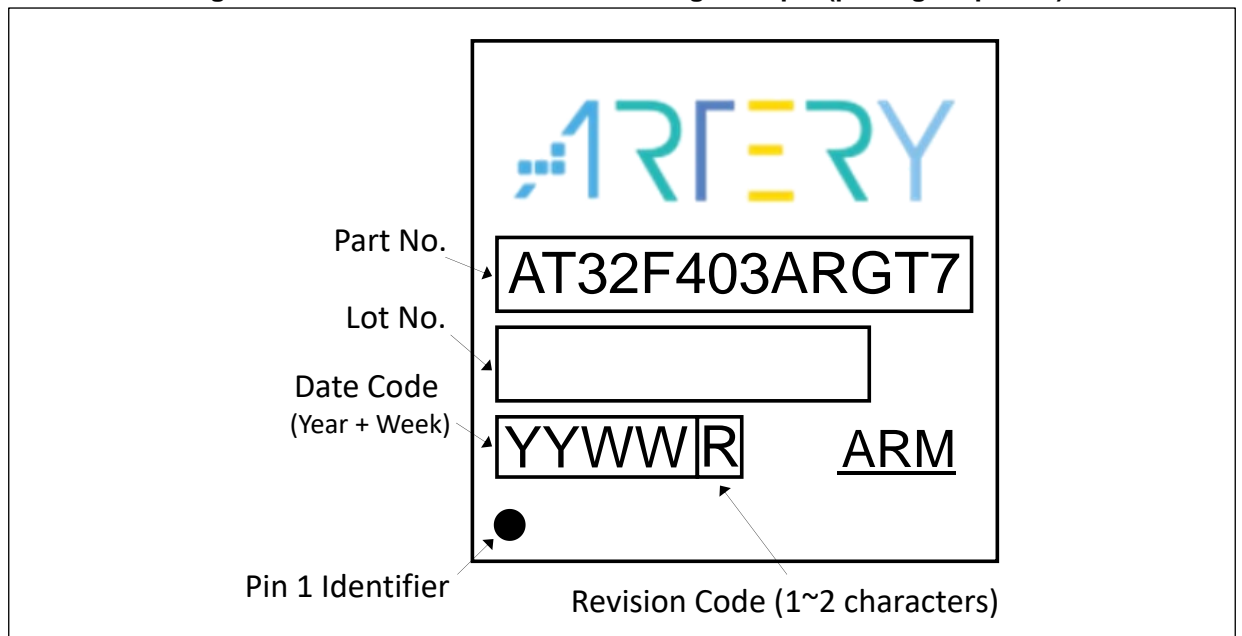 ARTERY
Part No.
AT32F403ARGT7
Lot No.
Date Code
(Year + Week)
YYWW R
ARM
Pin 1 Identifier
Revision Code (1~2 characters)